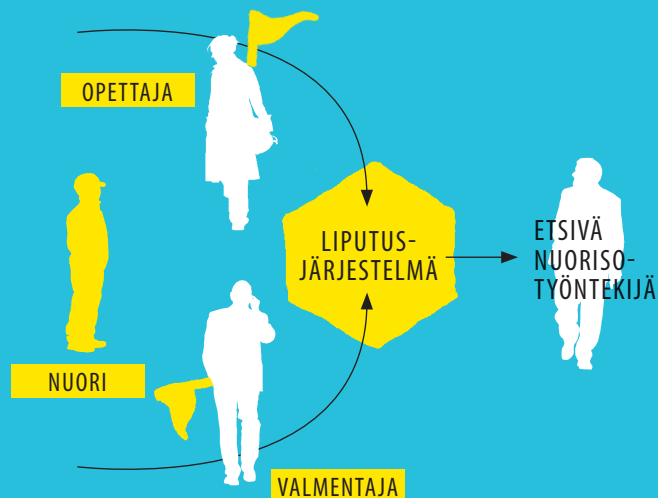 OPETTAJA
LIPUTUS-
JÄRJESTELMÄ
ETSIVÄ
NUORISO-
TYÖNTEKIJÄ
NUORI
VALMENTAJA